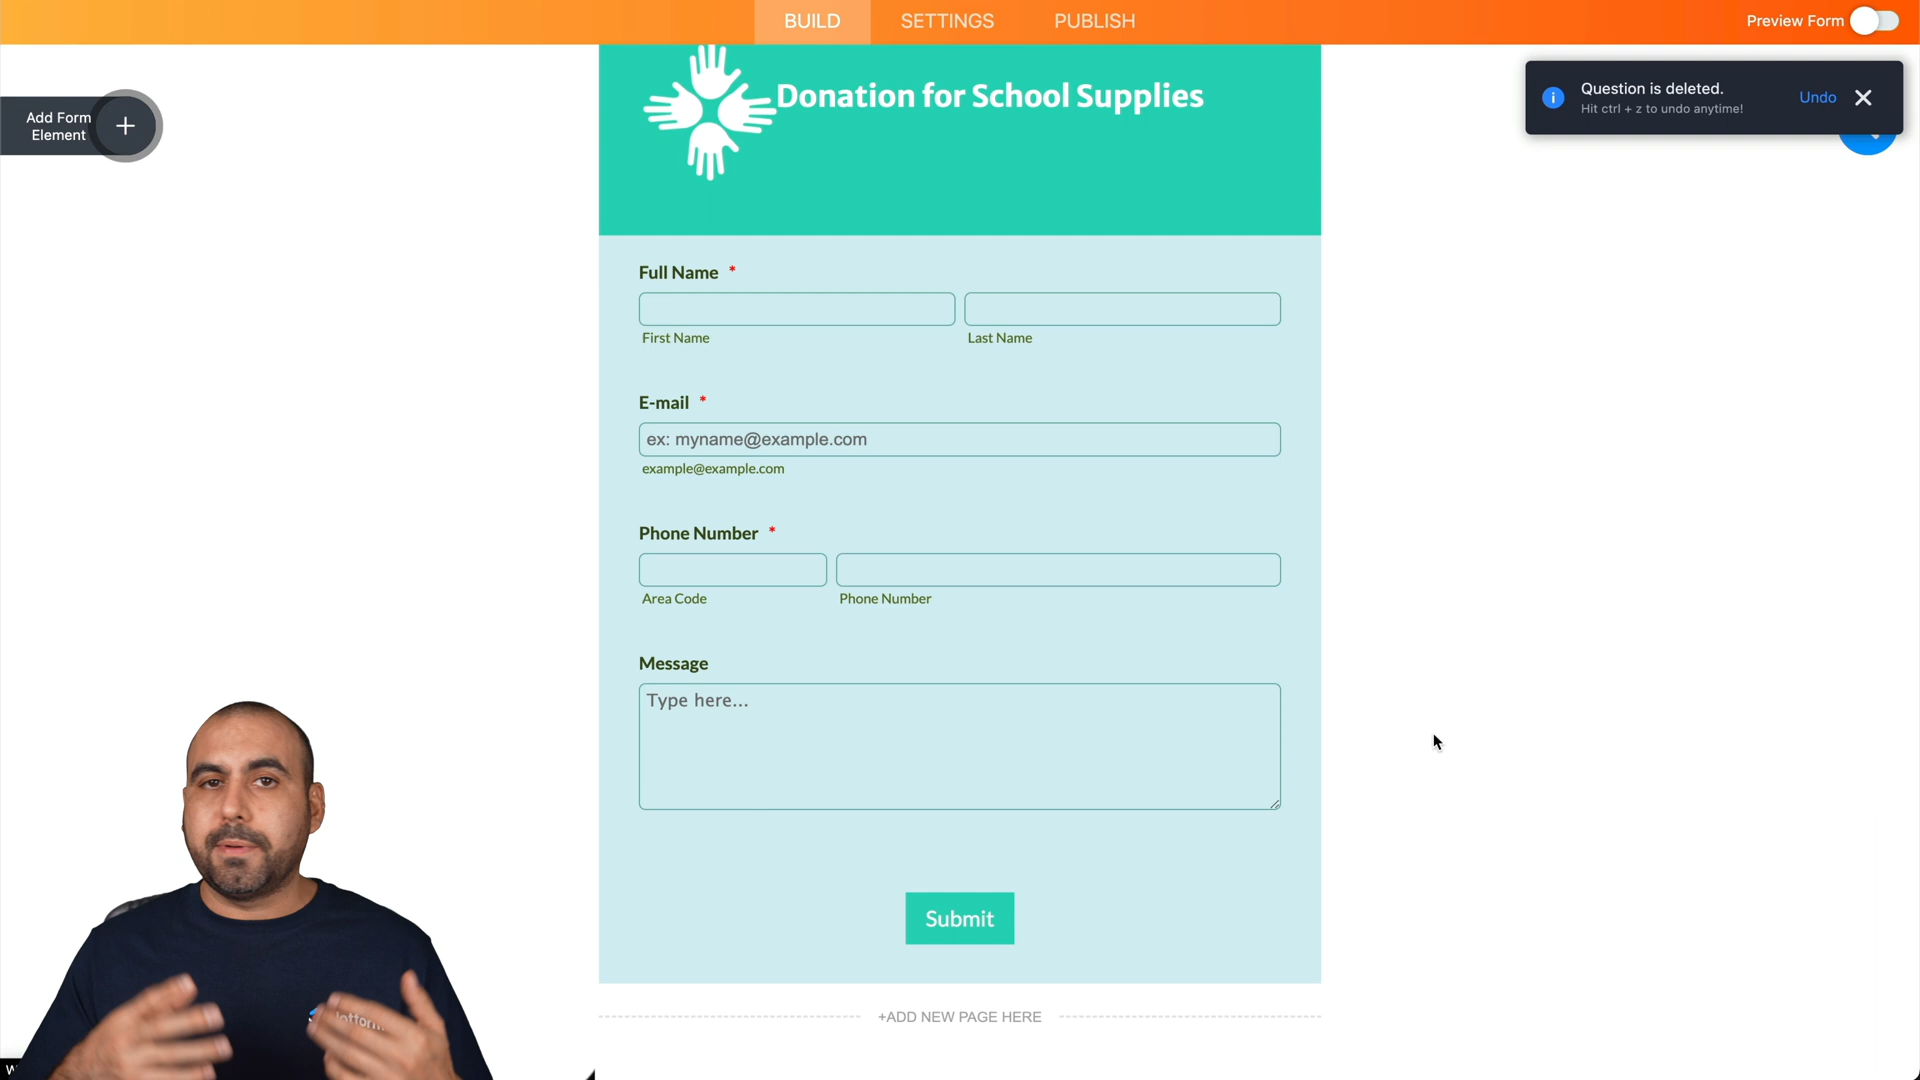 BUILD
SETTINGS
PUBLISH
Preview Form
Add Form
Element
Question is deleted.
Hit ctrl + z to undo anytime!
Undo
Donation for School Supplies
Full Name *
First Name
Last Name
E-mail *
ex: myname@example.com
example@example.com
Phone Number *
Area Code
Phone Number
Message
Type here...
Submit
+ADD NEW PAGE HERE